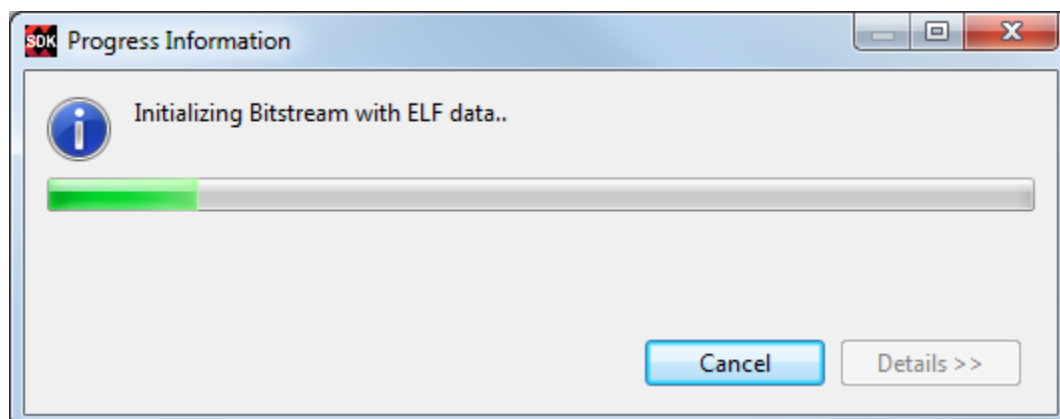 SDK Progress Information
Initializing Bitstream with ELF data..
Cancel Details >>